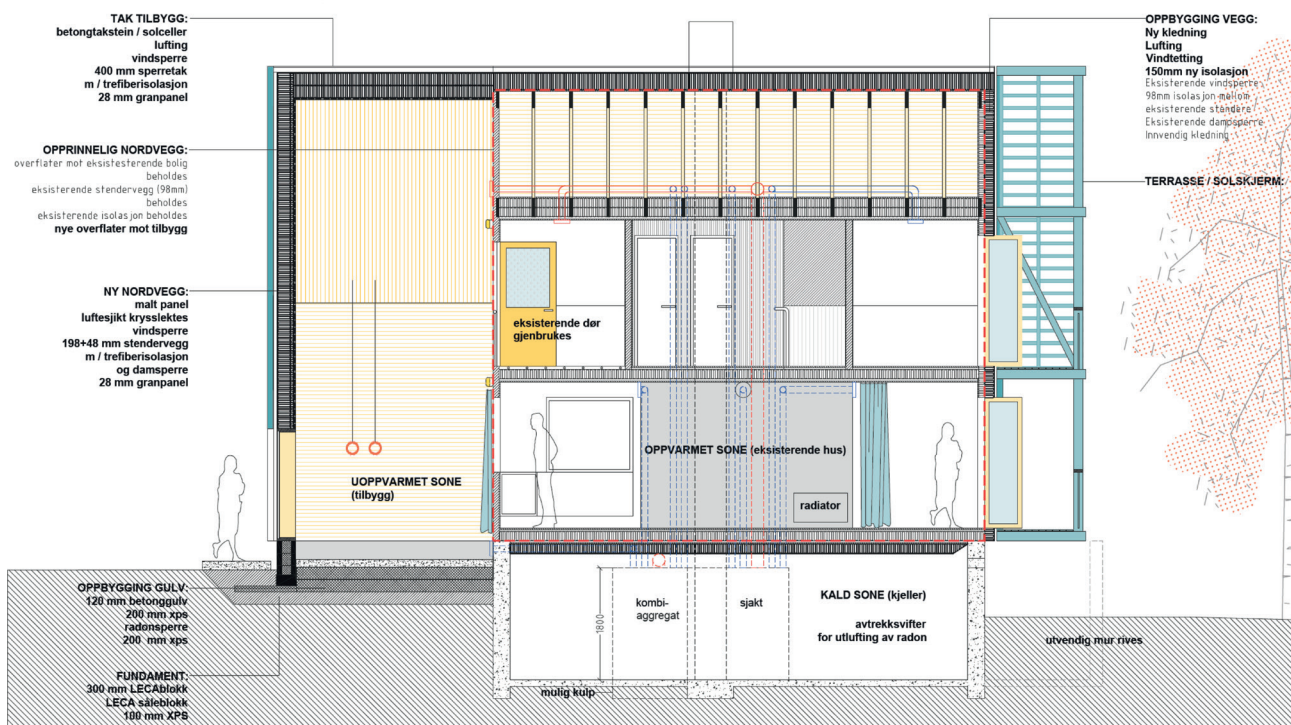 TAK TILBYGG:
betongtakstein / solceller
lufting
vindsperre
400 mm sperretak
m / trefiberisolasjon
28 mm granpanel
OPPRINNELIG NORDVEGG:
overflater mot eksistesterende bolig
beholdes
eksisterende stendervegg (98mm)
beholdes
eksisterende isolasjon beholdes
nye overflater mot tilbygg
NY NORDVEGG:
malt panel
luftesjikt krysslektes
vindsperre
198+48 mm stendervegg
m / trefiberisolasjon
og damsperre
28 mm granpanel
OPPBYGGING GULV:
120 mm betonggulv
200 mm xps
radonsperre
200 mm xps
FUNDAMENT:
300 mm LECAblokk
LECA såleblokk
100 mm XPS
UOPPVARMET SONE
(tilbygg)
eksisterende dør
gjenbrukes
OPPVARMET SONE (eksisterende hus)
radiator
1800
kombi-
aggregat
sjakt
KALD SONE (kjeller)
avtrekksvifter
for utlufting av radon
mulig kulp
utvendig mur rives
OPPBYGGING VEGG:
Ny kledning
Lufting
Vindtetting
150mm ny isolasjon
Eksisterende vindsperre
98mm isolasjon mellom
eksisterende stendere
Eksisterende dampsperre
Innvendig kledning
TERRASSE / SOLSKJERM: